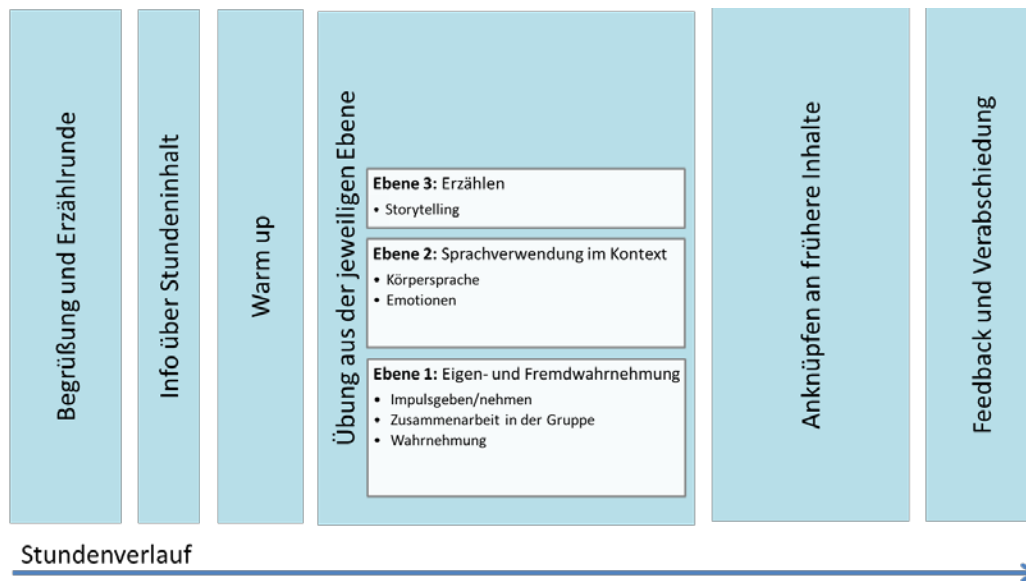 Begrüßung und Erzählrunde
Info über Stundeninhalt
Warm up
Übung aus der jeweiligen Ebene
Ebene 3: Erzählen
• Storytelling
Ebene 2: Sprachverwendung im Kontext
• Körpersprache
• Emotionen
Ebene 1: Eigen- und Fremdwahrnehmung
• Impulsgeben/nehmen
• Zusammenarbeit in der Gruppe
• Wahrnehmung
Anknüpfen an frühere Inhalte
Feedback und Verabschiedung
Stundenverlauf